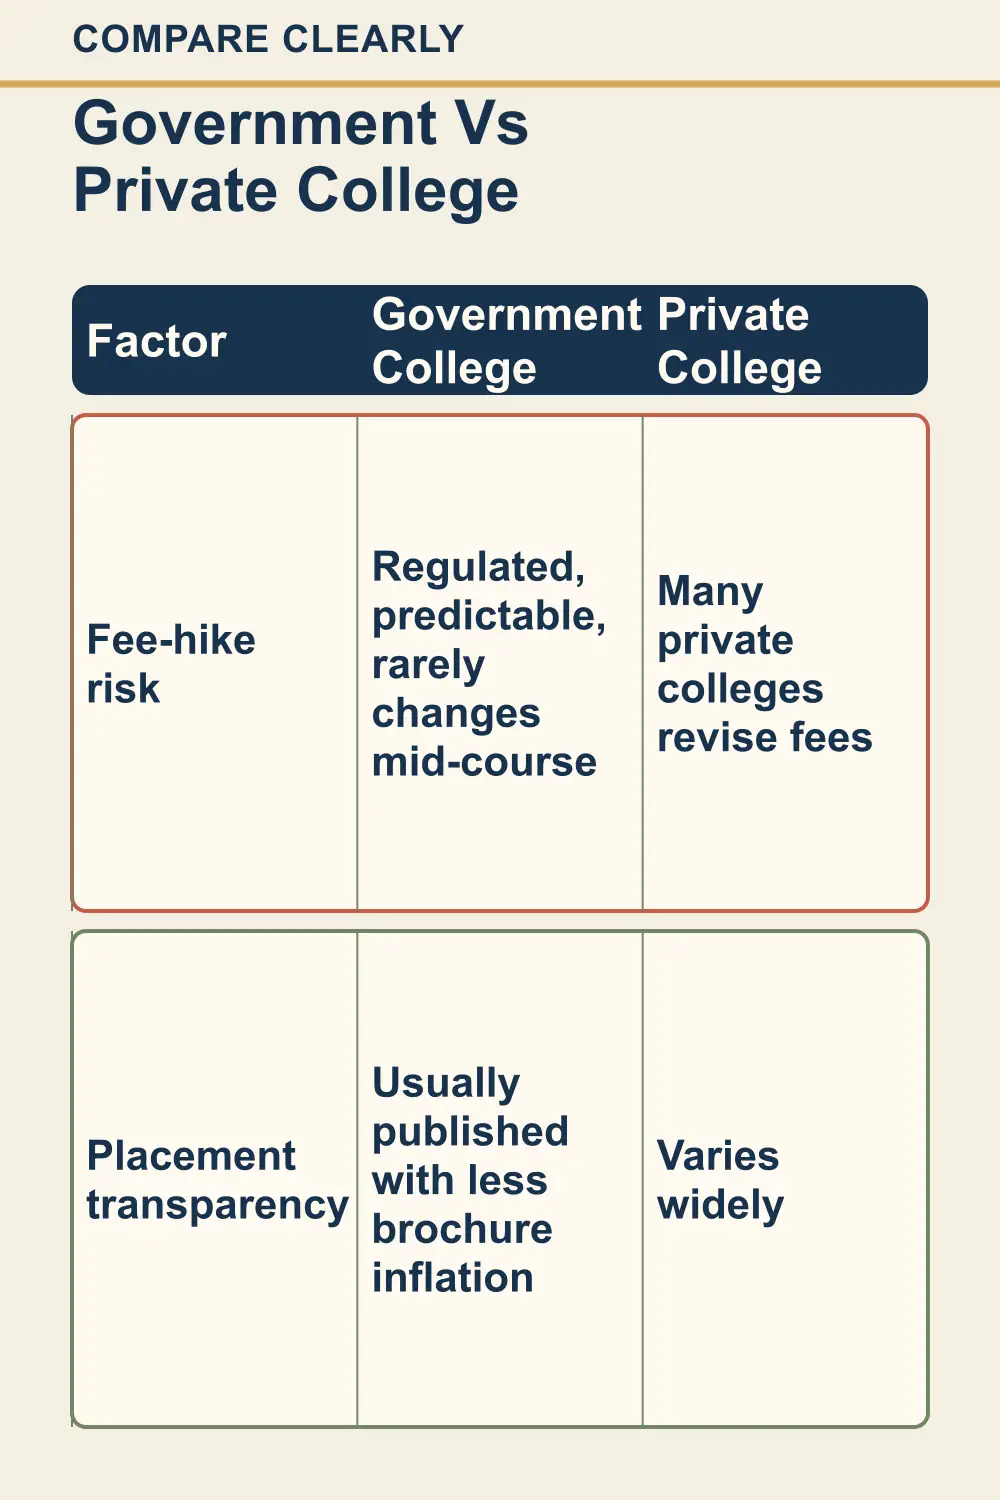 COMPARE CLEARLY
Government Vs
Private College
Factor
Government
College
Private
College
Fee-hike
risk
Regulated,
predictable,
rarely
changes
mid-course
Many
private
colleges
revise fees
Placement
transparency
Usually
published
with less
brochure
inflation
Varies
widely